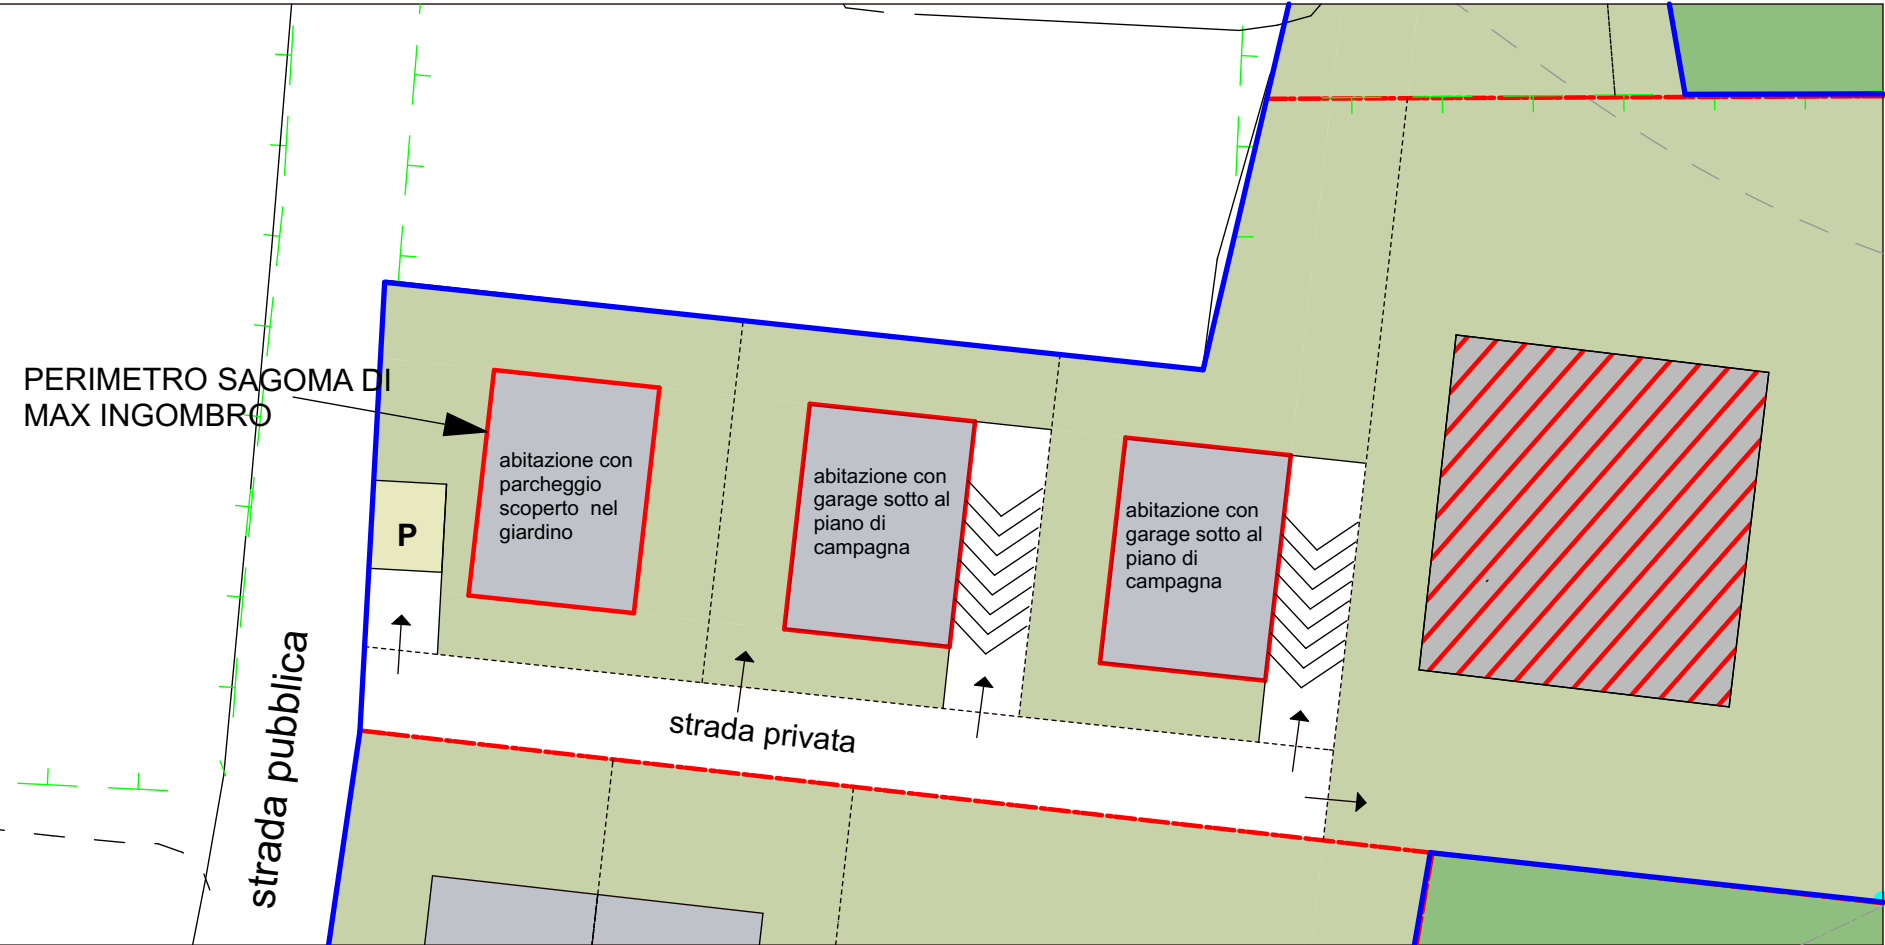 PERIMETRO SAGOMA DI
MAX INGOMBRO
abitazione con
parcheggio
scoperto nel
giardino
abitazione con
garage sotto al
piano di
campagna
abitazione con
garage sotto al
piano di
campagna
P
strada privata
strada pubblica